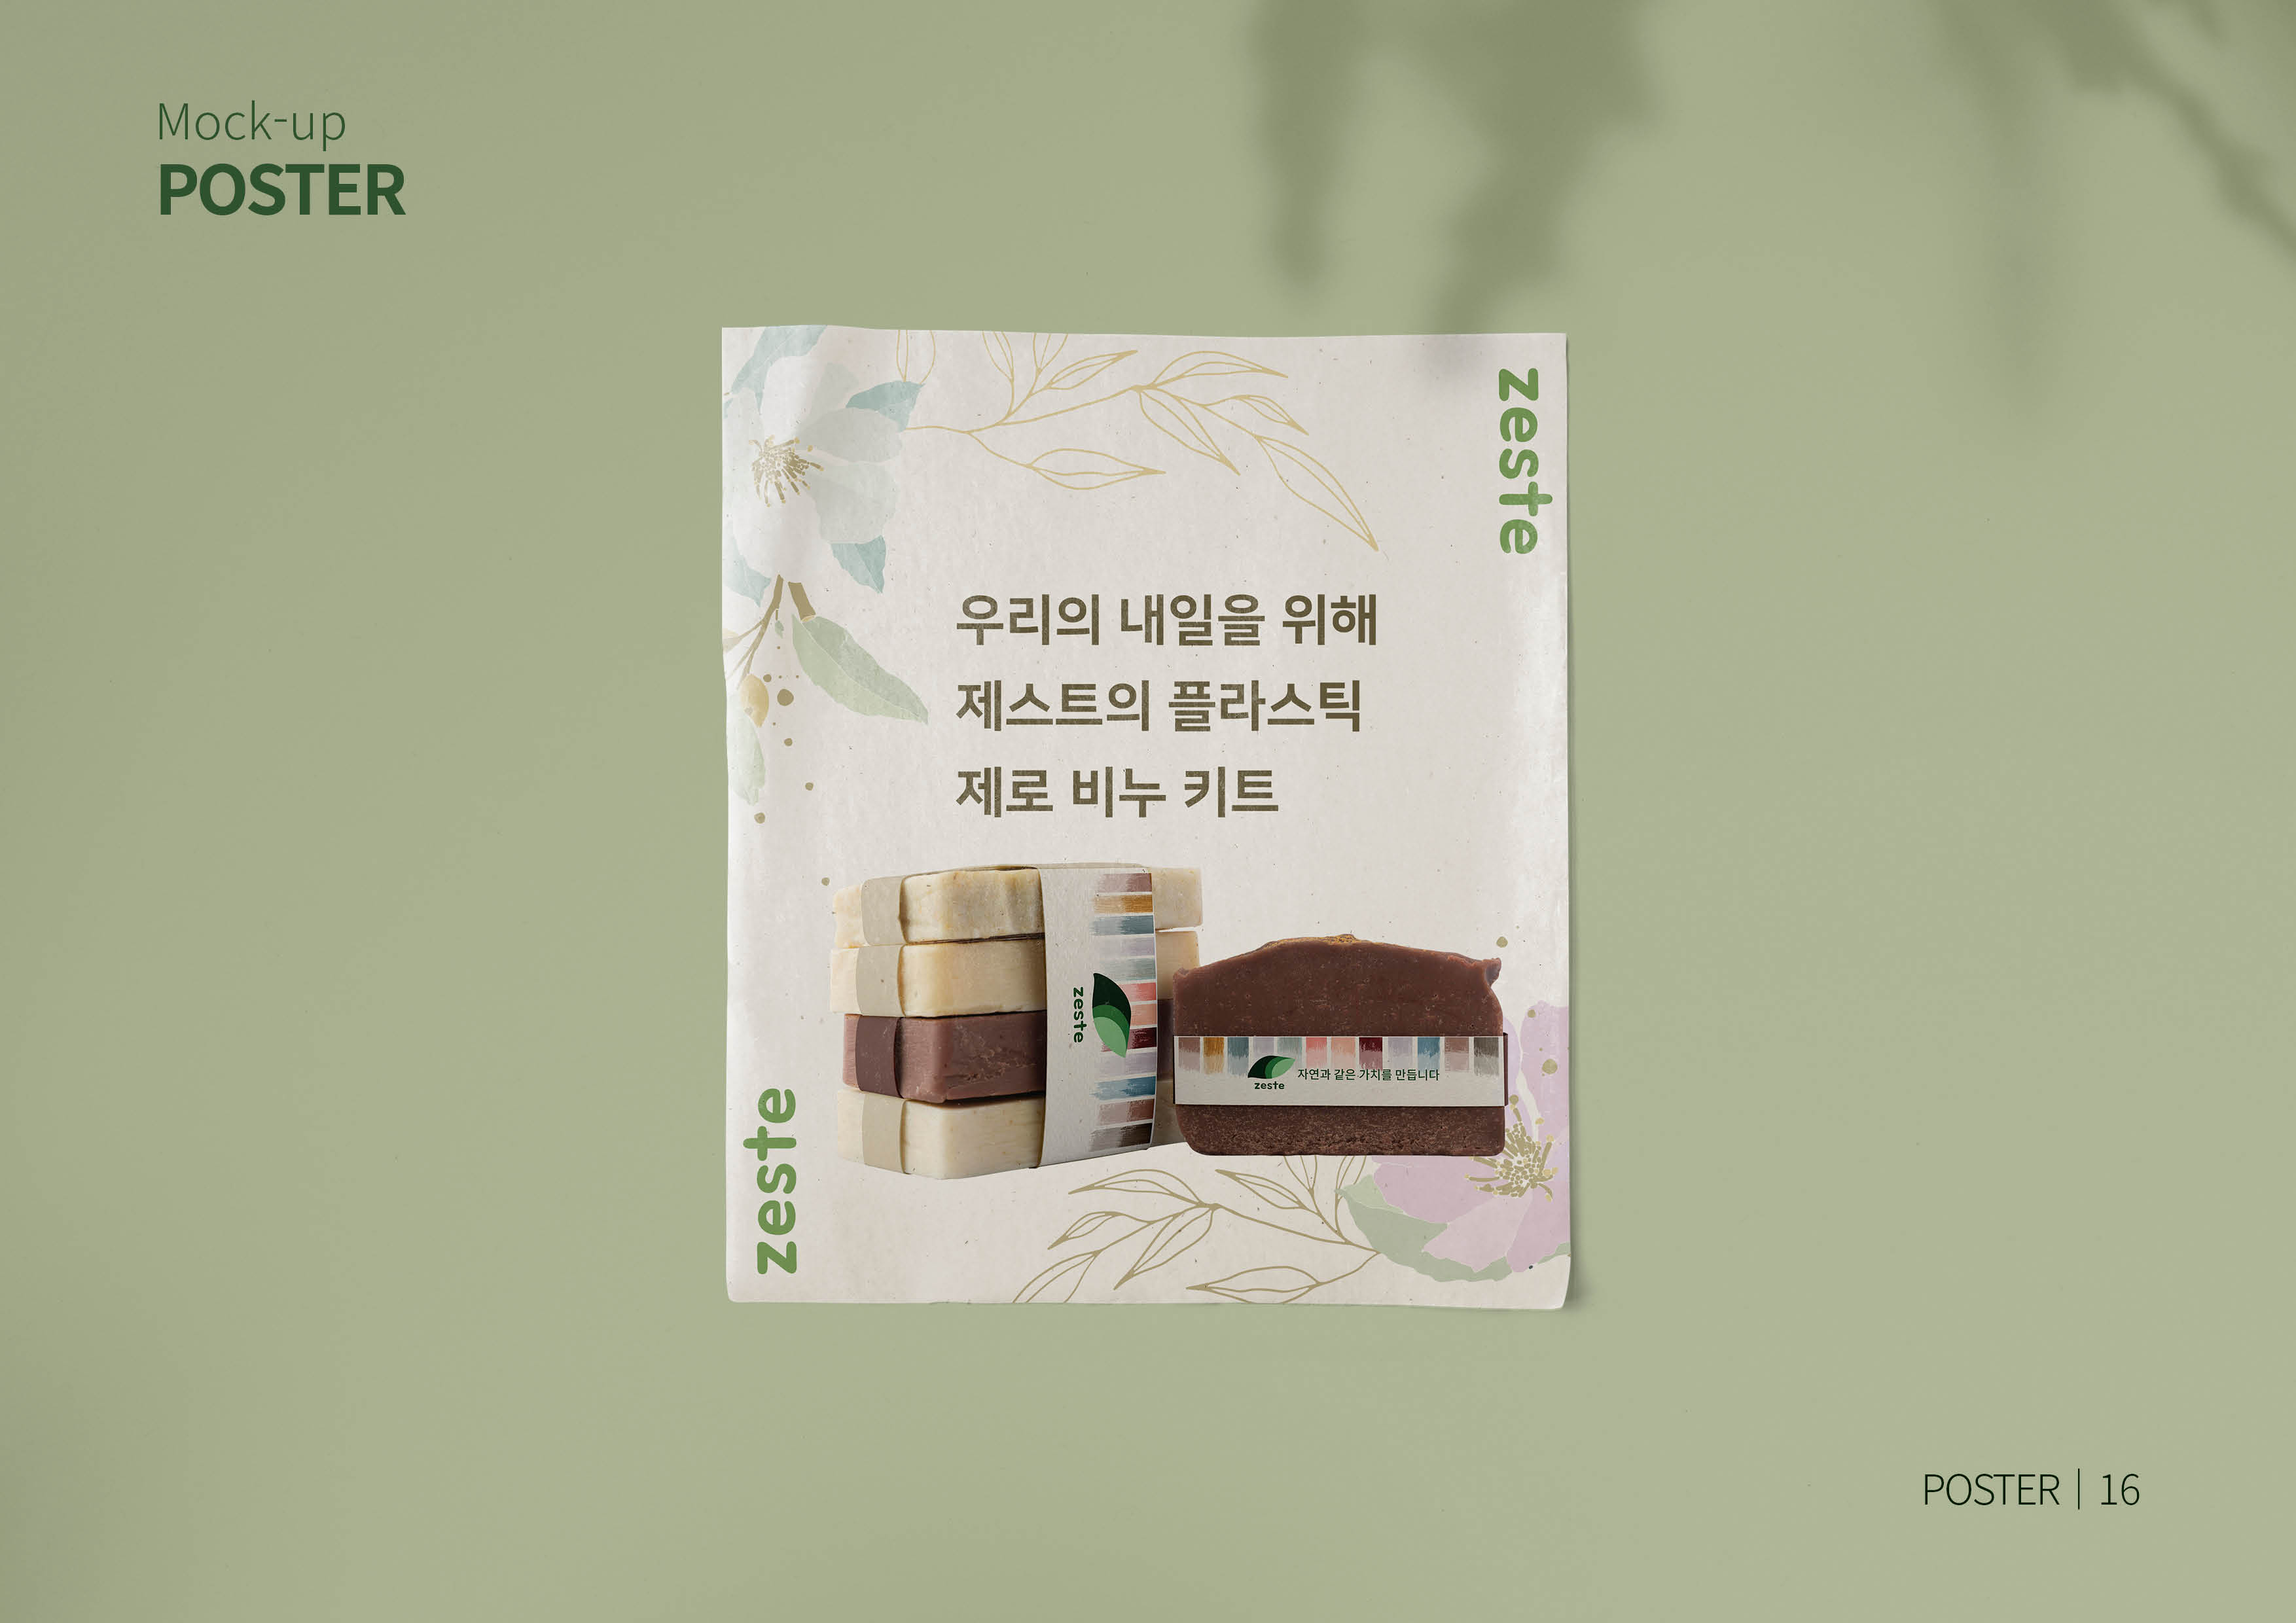 Mock-up
POSTER
zeste
우리의 내일을 위해
제스트의 플라스틱
제로 비누 키트
zeste
zeste
자연과 같은 가치를 만듭니다
zeste
POSTER | 16